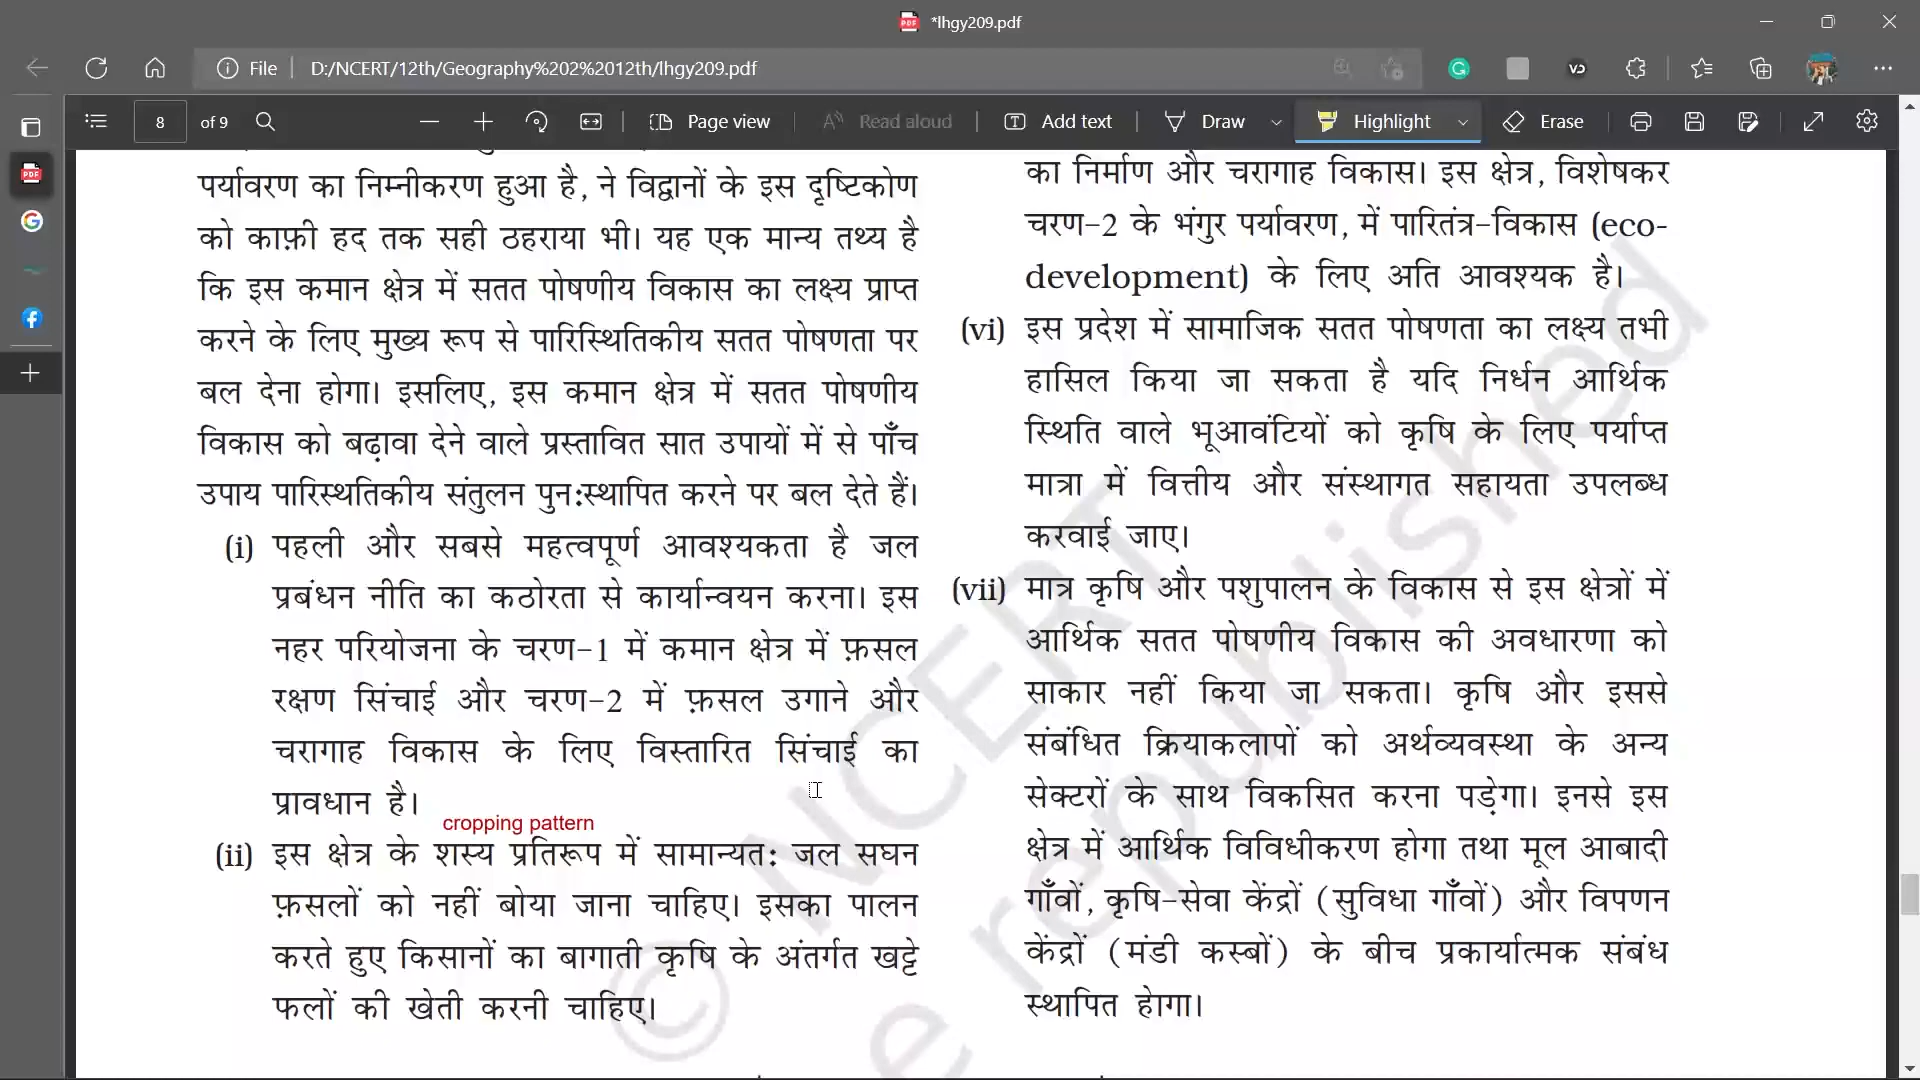 *lhgy209.pdf
File
D:/NCERT/12th/Geography%202%2012th/lhgy209.pdf
8 of 9
Page view
Read aloud
Add text
Draw
Highlight
Erase
पर्यावरण का निम्नीकरण हुआ है, ने विद्वानों के इस दृष्टिकोण
को काफ़ी हद तक सही ठहराया भी। यह एक मान्य तथ्य है
कि इस कमान क्षेत्र में सतत पोषणीय विकास का लक्ष्य प्राप्त
करने के लिए मुख्य रूप से पारिस्थितिकीय सतत पोषणता पर
बल देना होगा। इसलिए, इस कमान क्षेत्र में सतत पोषणीय
विकास को बढ़ावा देने वाले प्रस्तावित सात उपायों में से पाँच
उपाय पारिस्थतिकीय संतुलन पुन:स्थापित करने पर बल देते हैं।
(i) पहली और सबसे महत्वपूर्ण आवश्यकता है जल
प्रबंधन नीति का कठोरता से कार्यान्वयन करना। इस
नहर परियोजना के चरण-1 में कमान क्षेत्र में फ़सल
रक्षण सिंचाई और चरण-2 में फ़सल उगाने और
चरागाह विकास के लिए विस्तारित सिंचाई का
प्रावधान है।
cropping pattern
(ii) इस क्षेत्र के शस्य प्रतिरूप में सामान्यत: जल सघन
फ़सलों को नहीं बोया जाना चाहिए। इसका पालन
करते हुए किसानों का बागाती कृषि के अंतर्गत खट्टे
फलों की खेती करनी चाहिए।
का निर्माण और चरागाह विकास। इस क्षेत्र, विशेषकर
चरण-2 के भंगुर पर्यावरण, में पारितंत्र-विकास (eco-
development) के लिए अति आवश्यक है।
(vi) इस प्रदेश में सामाजिक सतत पोषणता का लक्ष्य तभी
हासिल किया जा सकता है यदि निर्धन आर्थिक
स्थिति वाले भूआवंटियों को कृषि के लिए पर्याप्त
मात्रा में वित्तीय और संस्थागत सहायता उपलब्ध
करवाई जाए।
(vii) मात्र कृषि और पशुपालन के विकास से इस क्षेत्रों में
आर्थिक सतत पोषणीय विकास की अवधारणा को
साकार नहीं किया जा सकता। कृषि और इससे
संबंधित क्रियाकलापों को अर्थव्यवस्था के अन्य
सेक्टरों के साथ विकसित करना पड़ेगा। इनसे इस
क्षेत्र में आर्थिक विविधीकरण होगा तथा मूल आबादी
गाँवों, कृषि-सेवा केंद्रों (सुविधा गाँवों) और विपणन
केंद्रों (मंडी कस्बों) के बीच प्रकार्यात्मक संबंध
स्थापित होगा।
© NCERT
e republished